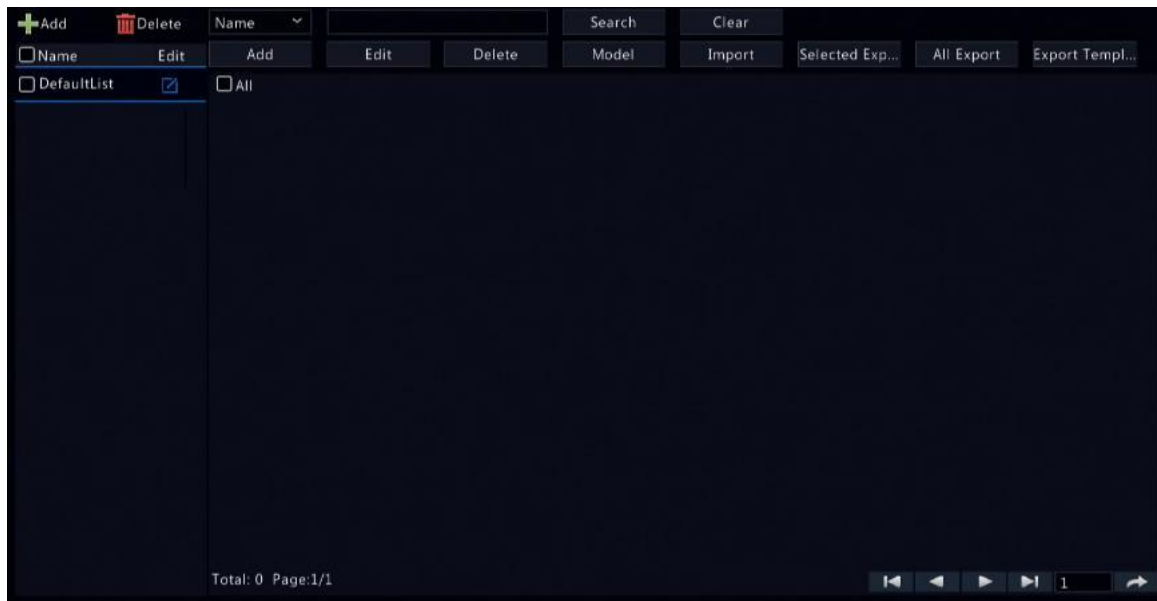 Add Delete Name Search Clear
Name Edit Add Edit Delete Model Import Selected Exp... All Export Export Templ...
DefaultList All
Total: 0 Page:1/1 1